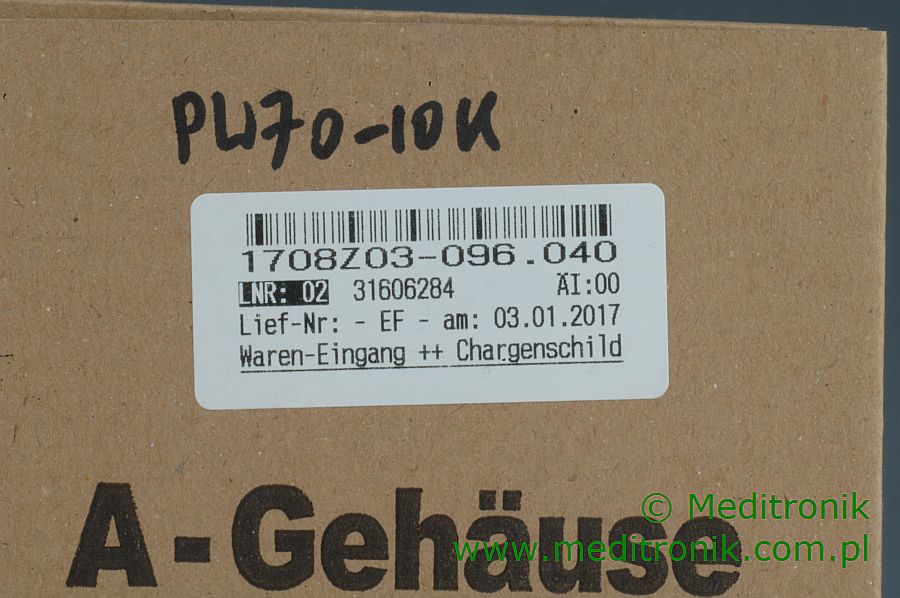 PW70-10K
1708Z03-096.040
LNR: 02 31606284 ÄI:00
Lief-Nr: - EF - am: 03.01.2017
Waren-Eingang ++ Chargenschild
A-Gehäuse
© Meditronik
www.meditronik.com.pl